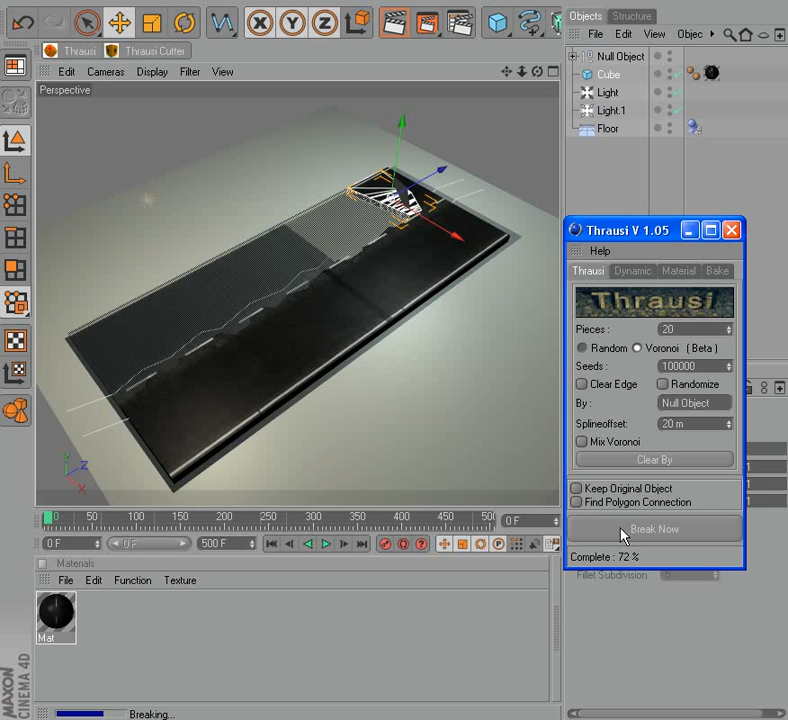 X Y Z
Thrausi Thrausi Cutter
Edit Cameras Display Filter View
Perspective
Y Z X
0 50 100 150 200 250 300 350 400 450 0 F
0 F 0 F 500 F
Materials
File Edit Function Texture
Mat
MAXON
CINEMA 4D
Breaking...
Objects Structure
File Edit View Objec
Null Object
Cube
Light
Light.1
Floor
Thrausi V 1.05
Help
Thrausi Dynamic Material Bake
Thrausi
Pieces: 20
Random Voronoi ( Beta )
Seeds: 100000
Clear Edge Randomize
By: Null Object
Splineoffset: 20 m
Mix Voronoi
Clear By
Keep Original Object
Find Polygon Connection
Break Now
Complete : 72 %
Fillet Subdivision 5